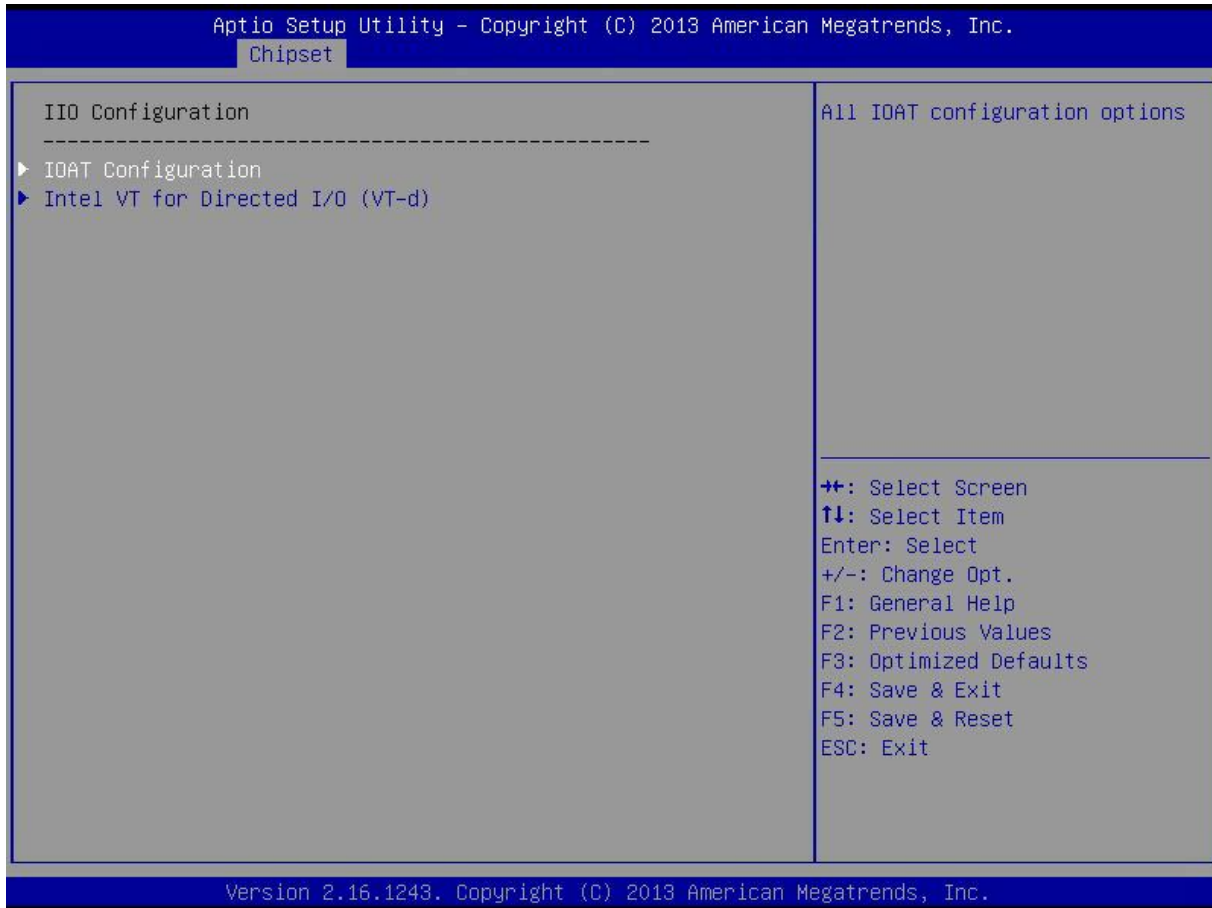 Aptio Setup Utility – Copyright (C) 2013 American Megatrends, Inc.
Chipset
IIO Configuration
--------------------------------------------------
IOAT Configuration
Intel VT for Directed I/O (VT-d)
All IOAT configuration options
→←: Select Screen
↑↓: Select Item
Enter: Select
+/-: Change Opt.
F1: General Help
F2: Previous Values
F3: Optimized Defaults
F4: Save & Exit
F5: Save & Reset
ESC: Exit
Version 2.16.1243. Copyright (C) 2013 American Megatrends, Inc.